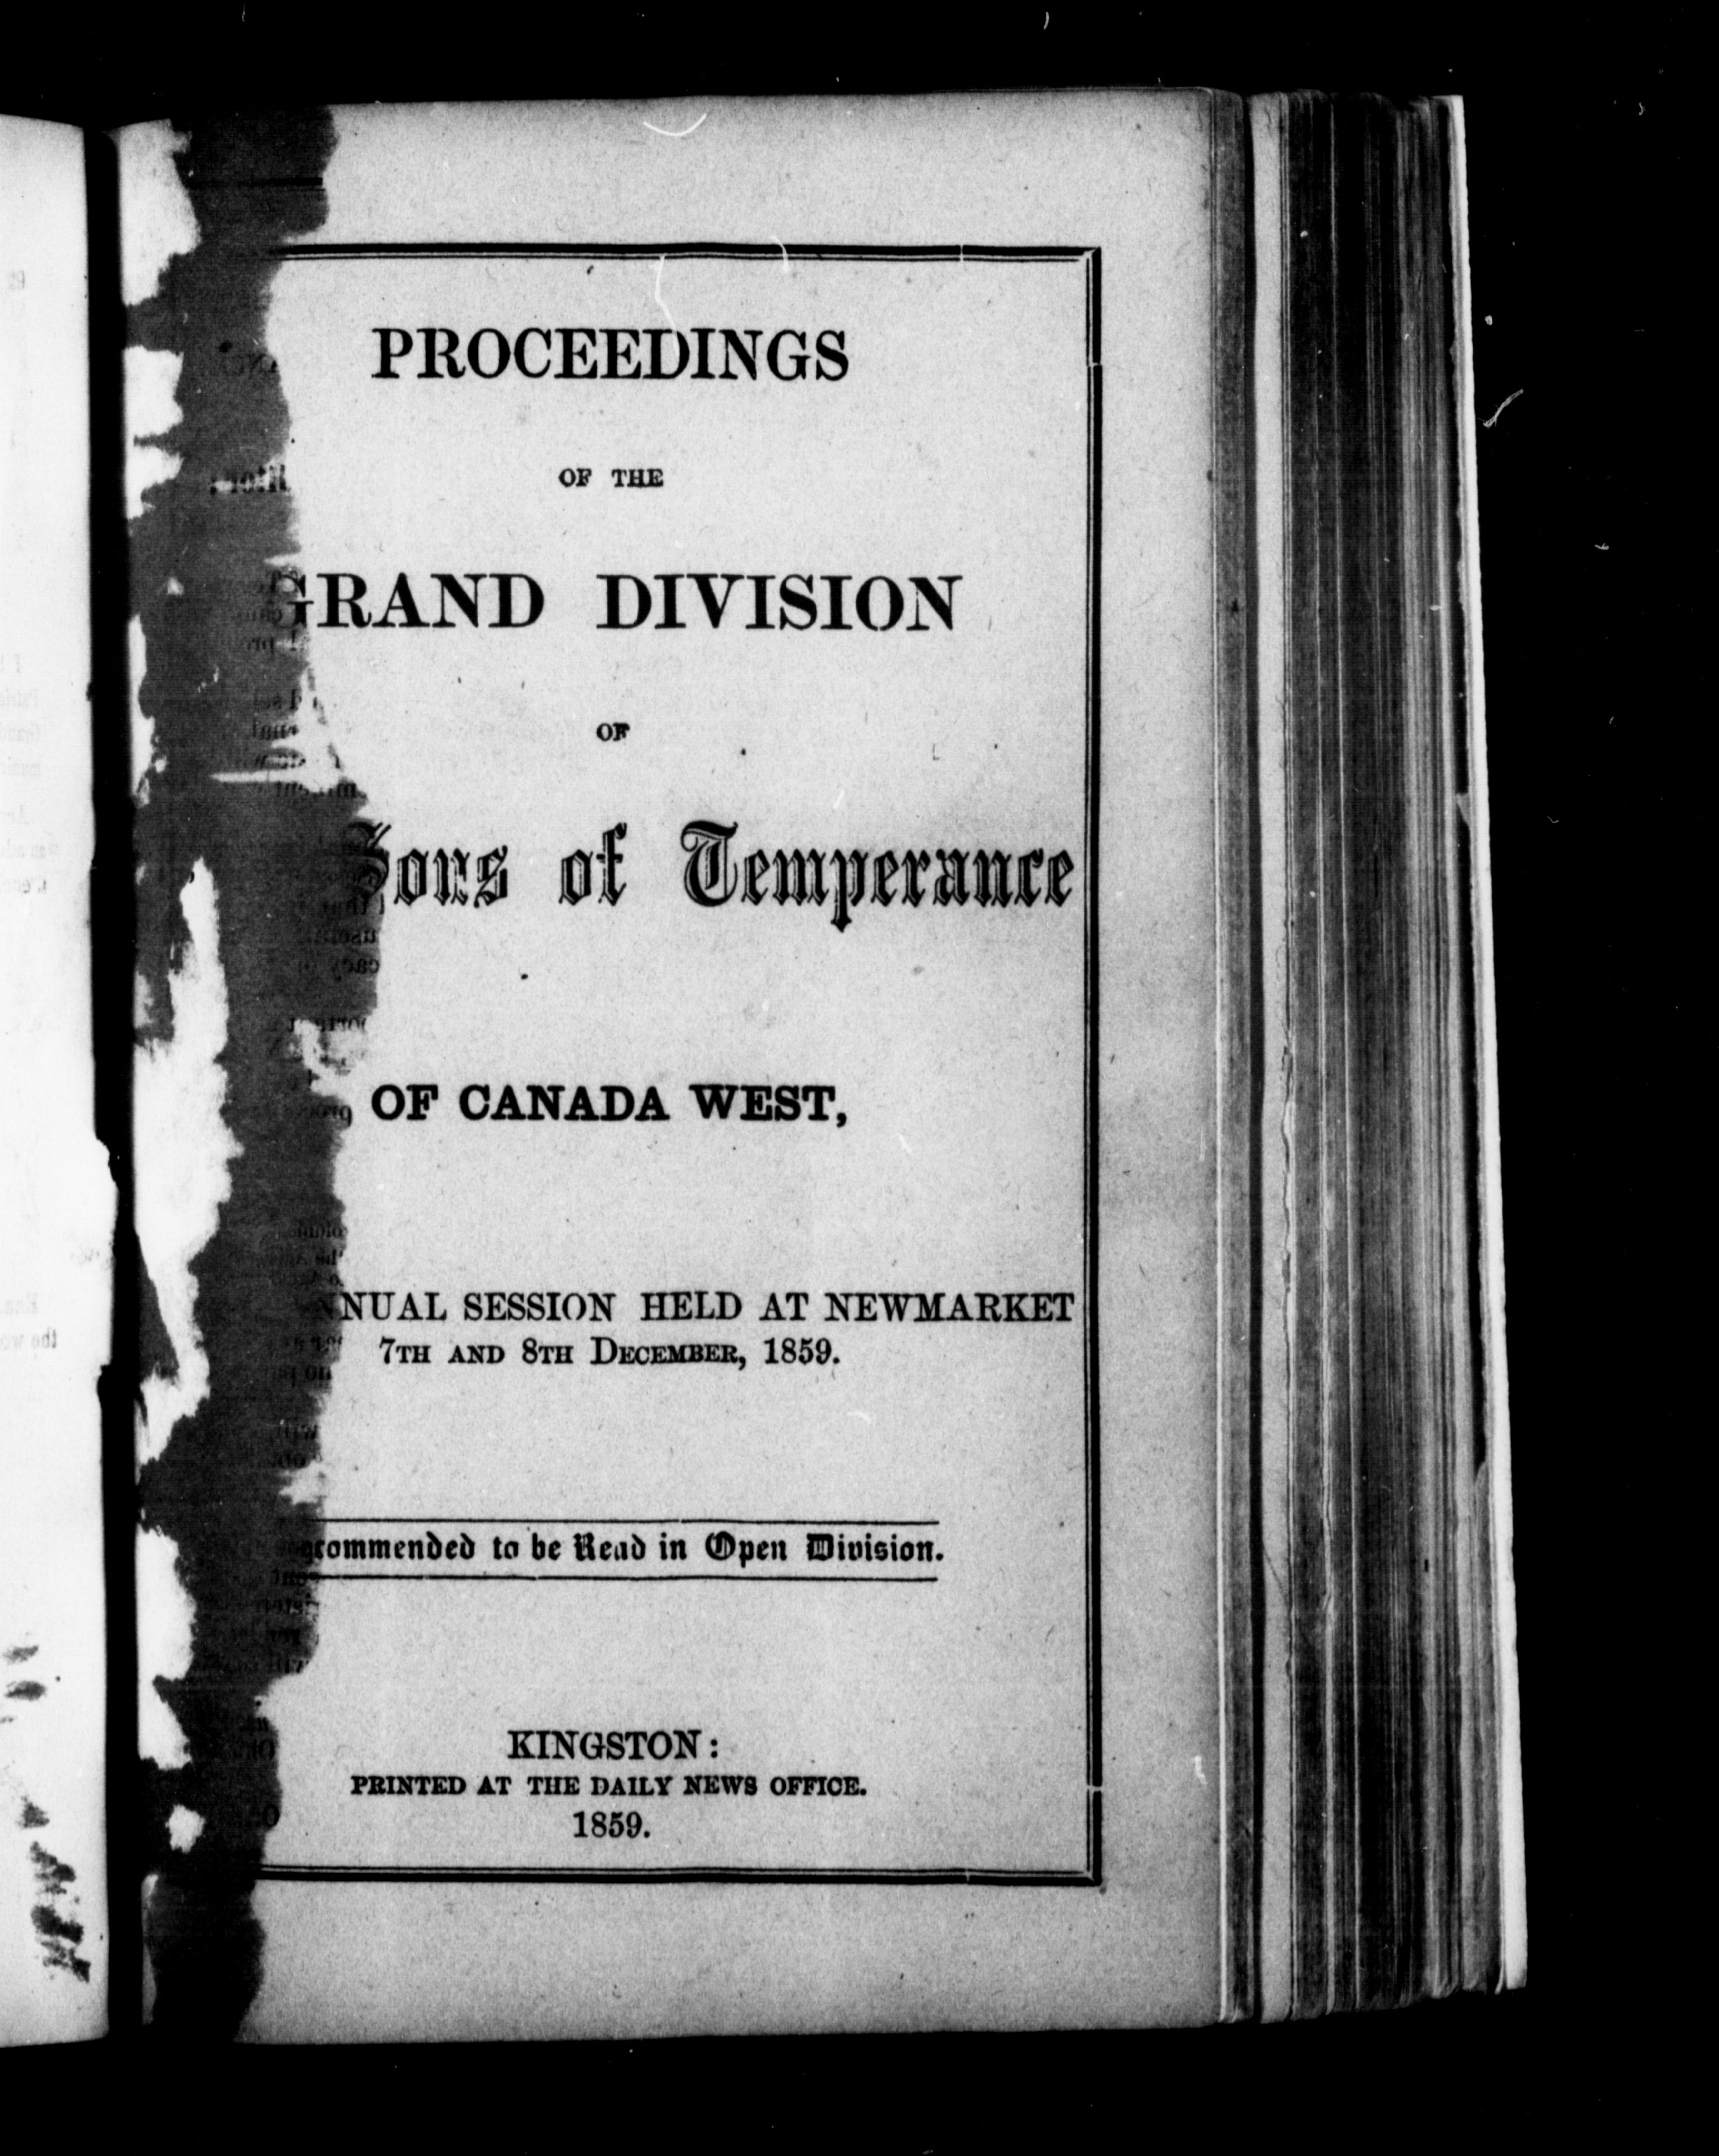 PROCEEDINGS
OF THE
GRAND DIVISION
OF
Sons of Temperance
OF CANADA WEST,
NNUAL SESSION HELD AT NEWMARKET
7TH AND 8TH DECEMBER, 1859.
commended to be Read in Open Division.
KINGSTON:
PRINTED AT THE DAILY NEWS OFFICE.
1859.